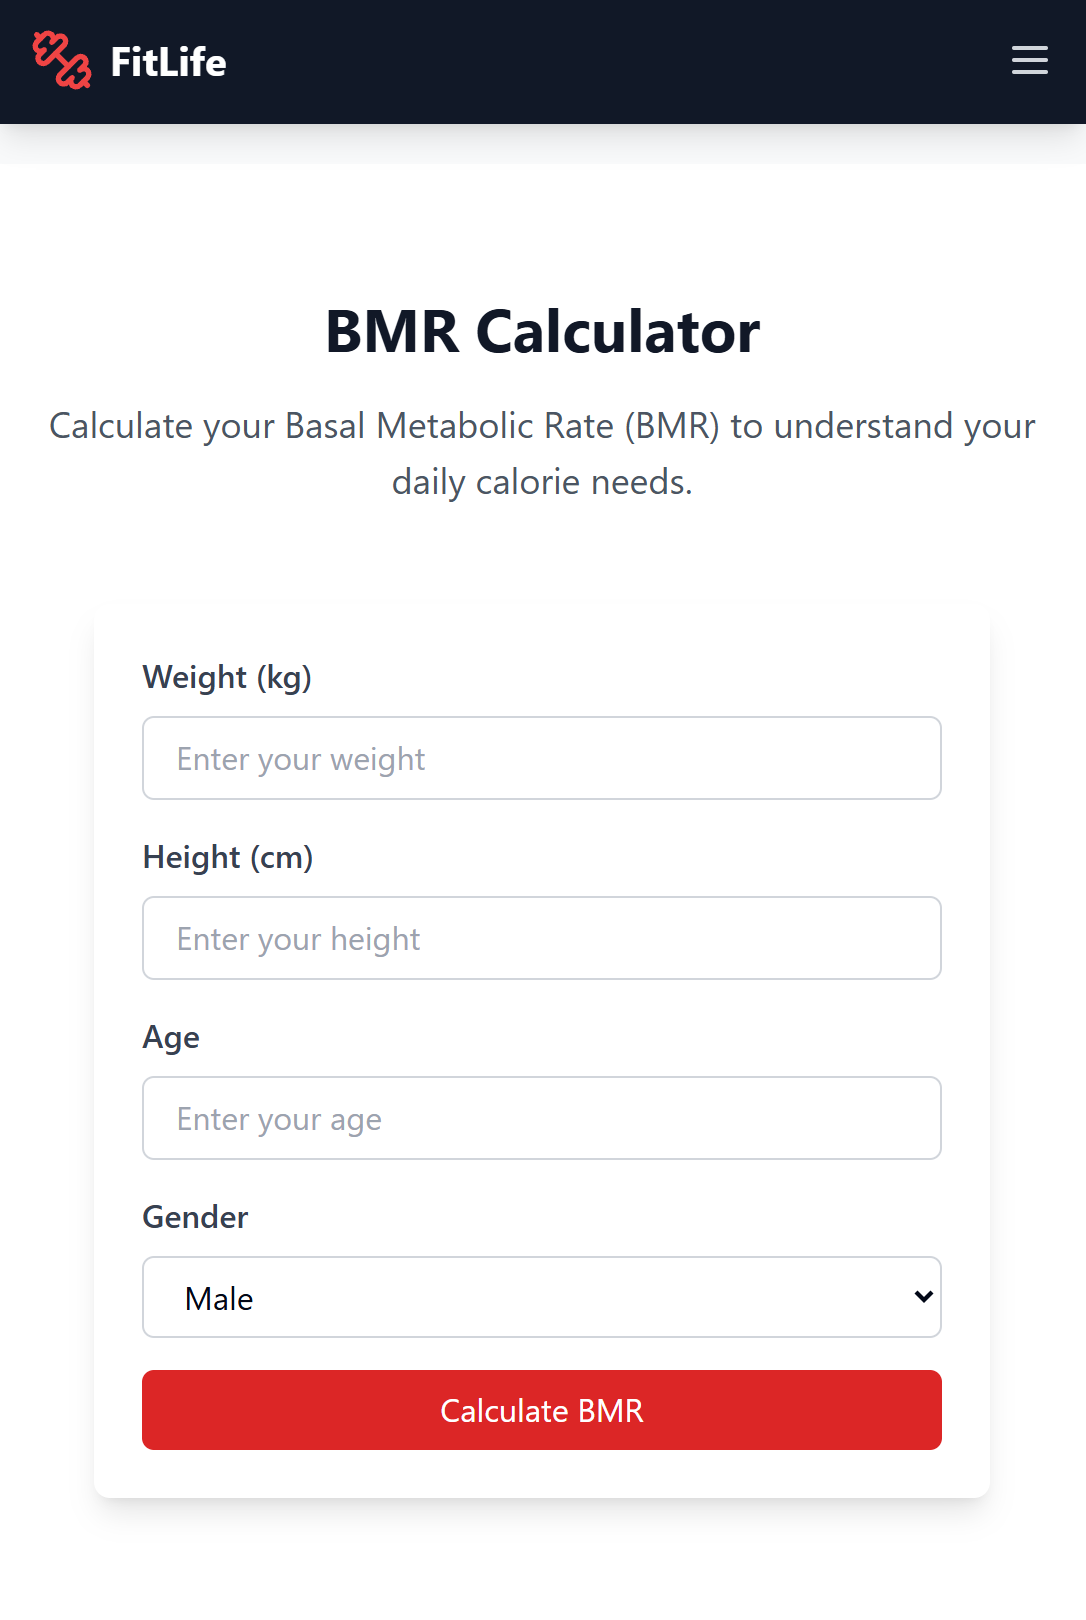 FitLife
BMR Calculator
Calculate your Basal Metabolic Rate (BMR) to understand your
daily calorie needs.
Weight (kg)
Enter your weight
Height (cm)
Enter your height
Age
Enter your age
Gender
Male
Calculate BMR